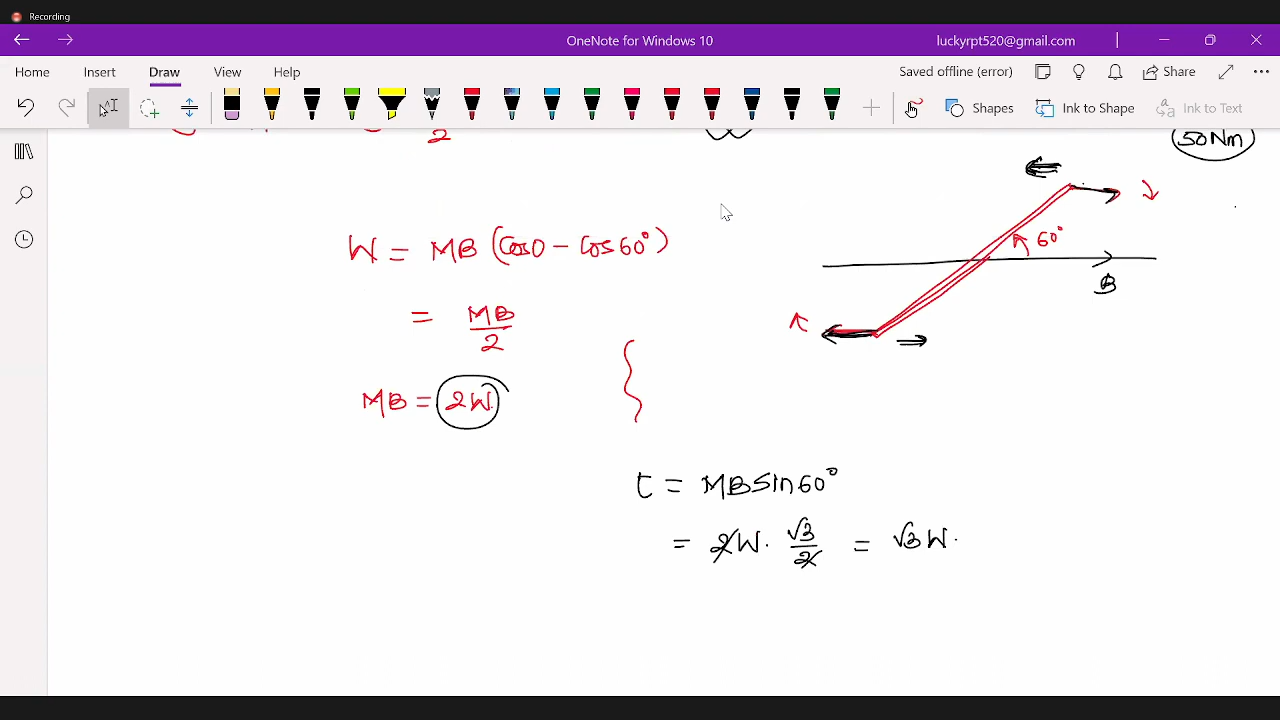 Recording
OneNote for Windows 10
luckyrpt520@gmail.com
Home Insert Draw View Help
Saved offline (error)
Share
Shapes
Ink to Shape
Ink to Text
2
50Nm
60°
B
W = MB (Cos0 - Cos60°)
= MB/2
MB = 2W
τ = MBSin60°
= 2W. √3/2 = √3W.